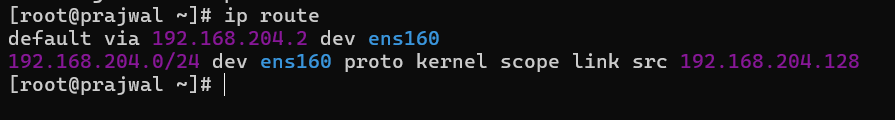 [root@prajwal ~]# ip route
default via 192.168.204.2 dev ens160
192.168.204.0/24 dev ens160 proto kernel scope link src 192.168.204.128
[root@prajwal ~]#